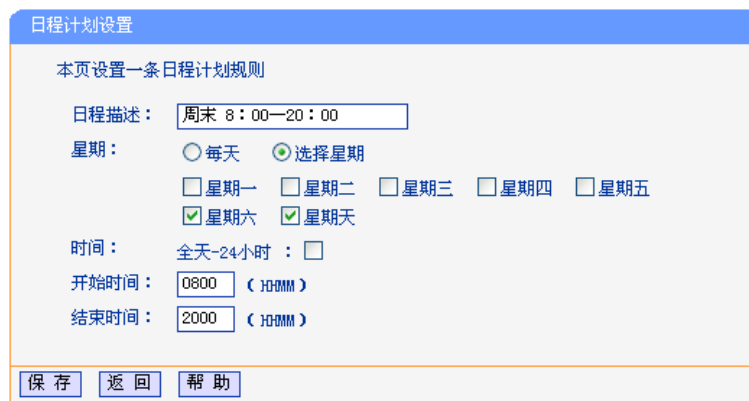 日程计划设置
本页设置一条日程计划规则
日程描述： 周末 8：00—20：00
星期： 每天 选择星期
星期一 星期二 星期三 星期四 星期五
星期六 星期天
时间： 全天-24小时 ：
开始时间： 0800 （HHMM）
结束时间： 2000 （HHMM）
保 存 返 回 帮 助